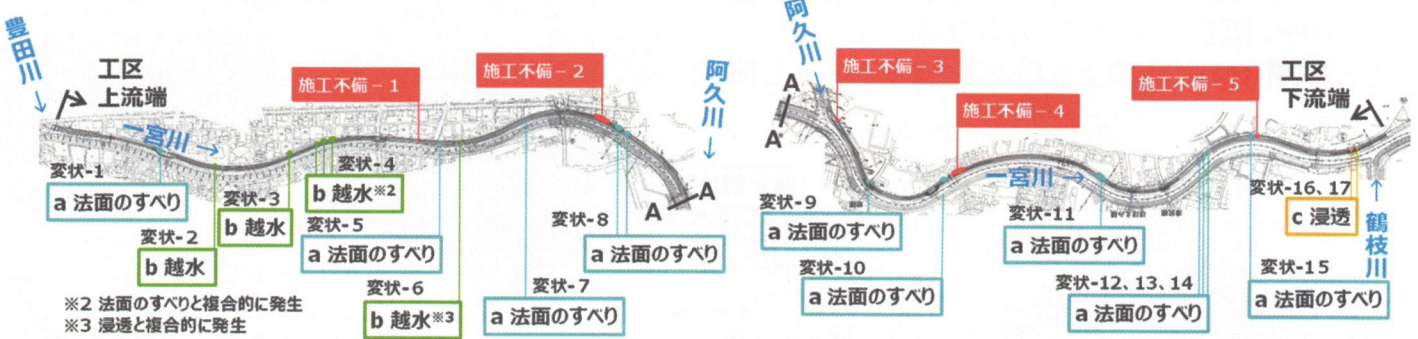 豊田川
工区
上流端
一宮川
施工不備－1
施工不備－2
阿久川
変状-1
a 法面のすべり
変状-2
b 越水
変状-3
b 越水
変状-4
b 越水※2
変状-5
a 法面のすべり
変状-6
b 越水※3
変状-7
a 法面のすべり
変状-8
a 法面のすべり
A
A
※2 法面のすべりと複合的に発生
※3 浸透と複合的に発生
阿久川
A
A
施工不備－3
施工不備－4
施工不備－5
工区
下流端
一宮川
変状-9
a 法面のすべり
変状-10
a 法面のすべり
変状-11
a 法面のすべり
変状-12、13、14
a 法面のすべり
変状-15
a 法面のすべり
変状-16、17
c 浸透
鶴枝川